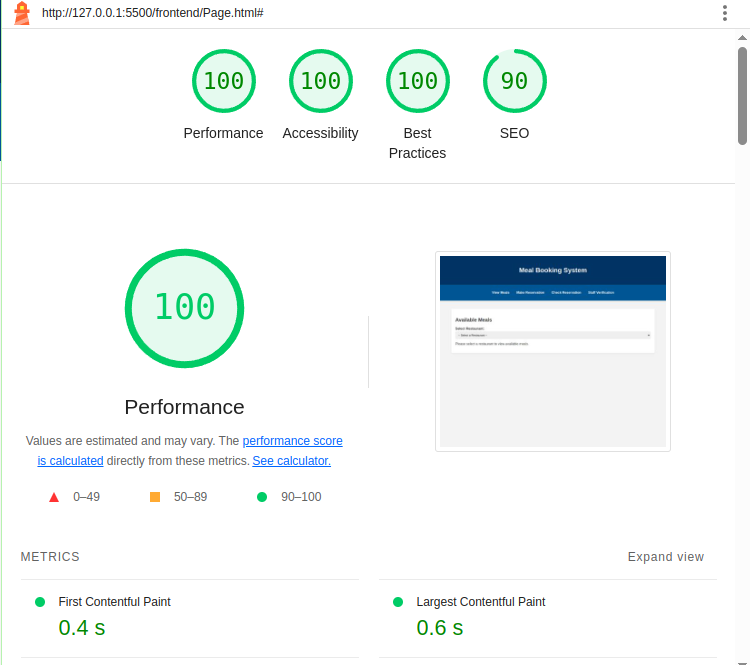 http://127.0.0.1:5500/frontend/Page.html#
100 100 100 90
Performance Accessibility Best Practices SEO
100
Performance
Values are estimated and may vary. The performance score
is calculated directly from these metrics. See calculator.
0–49 50–89 90–100
Meal Booking System
View Meals Make Reservation Check Reservation Staff Verification
Available Meals
Select Restaurant:
Please select a restaurant to view available meals.
METRICS Expand view
First Contentful Paint
0.4 s
Largest Contentful Paint
0.6 s